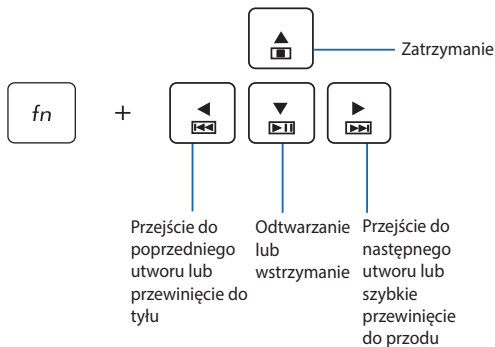 Zatrzymanie
fn
+
Przejście do
poprzedniego
utworu lub
przewinięcie do
tyłu
Odtwarzanie
lub
wstrzymanie
Przejście do
następnego
utworu lub
szybkie
przewinięcie
do przodu